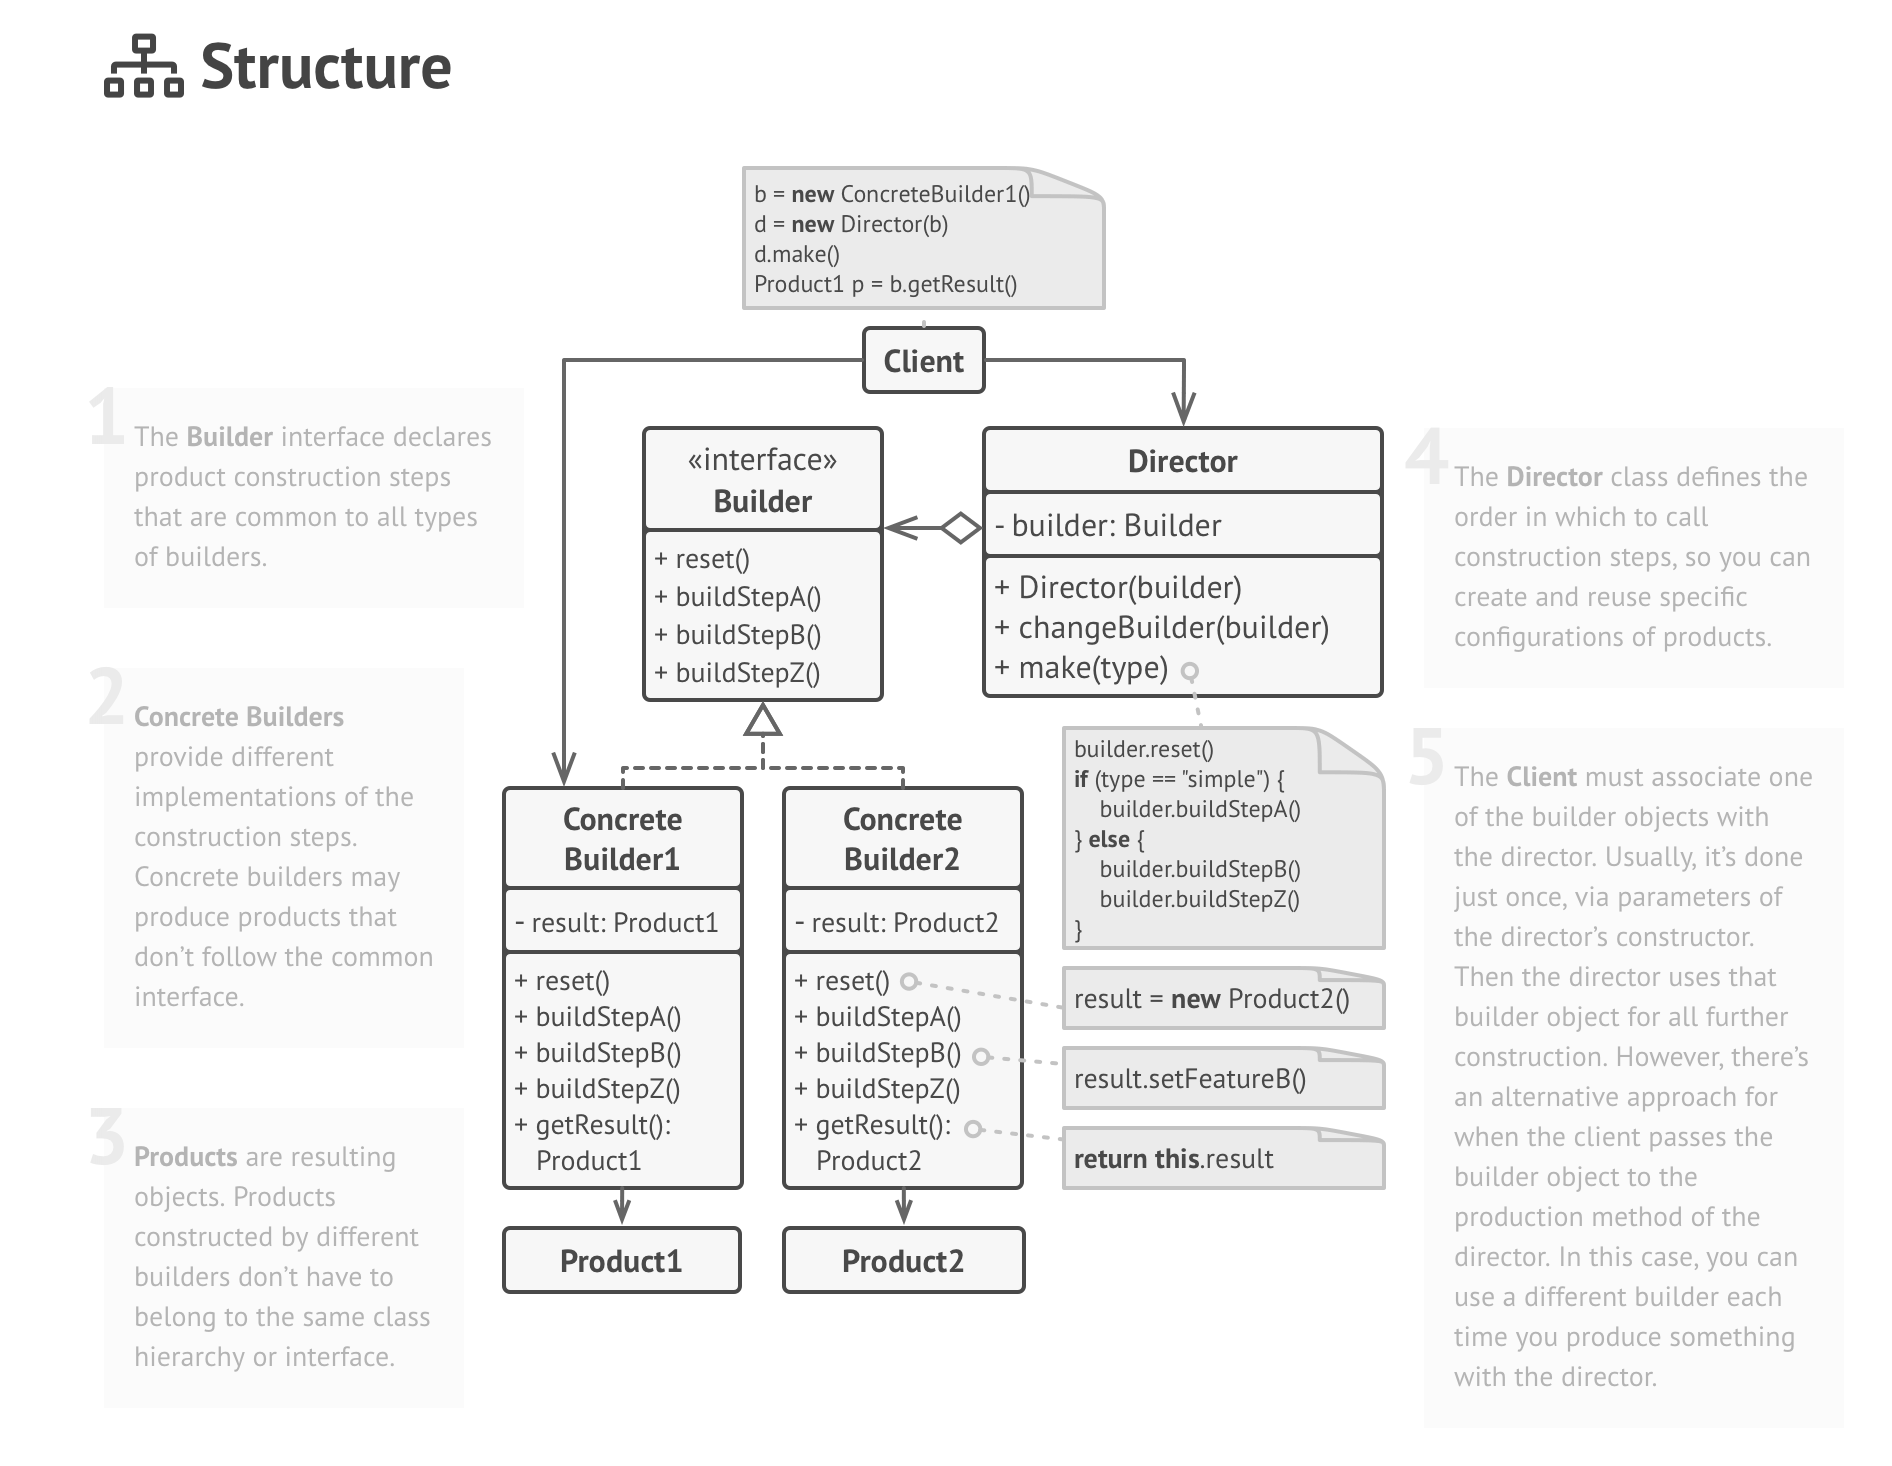 Structure
b = new ConcreteBuilder1()
d = new Director(b)
d.make()
Product1 p = b.getResult()
Client
1
The Builder interface declares
product construction steps
that are common to all types
of builders.
2
Concrete Builders
provide different
implementations of the
construction steps.
Concrete builders may
produce products that
don’t follow the common
interface.
3
Products are resulting
objects. Products
constructed by different
builders don’t have to
belong to the same class
hierarchy or interface.
«interface»
Builder
+ reset()
+ buildStepA()
+ buildStepB()
+ buildStepZ()
Director
- builder: Builder
+ Director(builder)
+ changeBuilder(builder)
+ make(type)
builder.reset()
if (type == "simple") {
builder.buildStepA()
} else {
builder.buildStepB()
builder.buildStepZ()
}
Concrete
Builder1
- result: Product1
+ reset()
+ buildStepA()
+ buildStepB()
+ buildStepZ()
+ getResult():
Product1
Product1
Concrete
Builder2
- result: Product2
+ reset()
+ buildStepA()
+ buildStepB()
+ buildStepZ()
+ getResult():
Product2
Product2
result = new Product2()
result.setFeatureB()
return this.result
4
The Director class defines the
order in which to call
construction steps, so you can
create and reuse specific
configurations of products.
5
The Client must associate one
of the builder objects with
the director. Usually, it’s done
just once, via parameters of
the director’s constructor.
Then the director uses that
builder object for all further
construction. However, there’s
an alternative approach for
when the client passes the
builder object to the
production method of the
director. In this case, you can
use a different builder each
time you produce something
with the director.